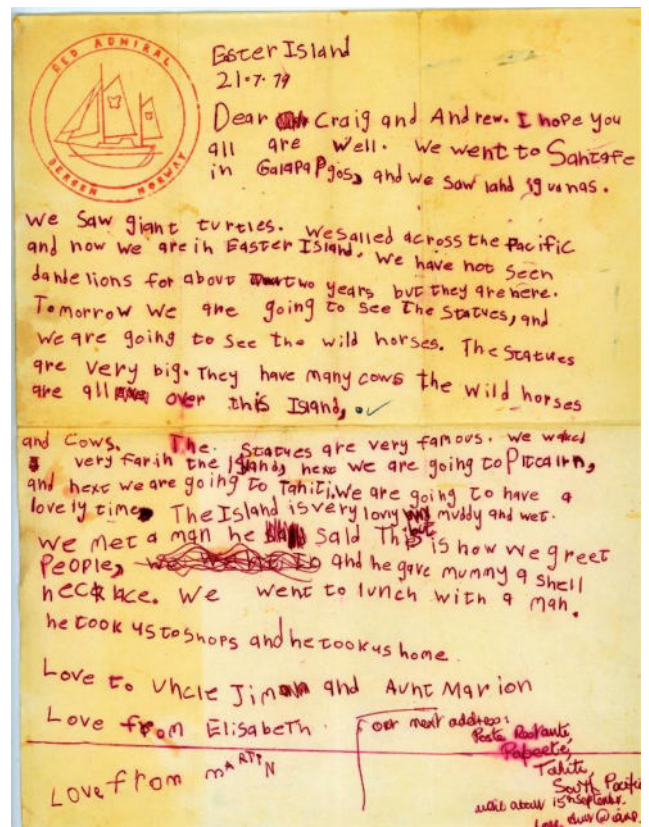 RED ADMIRAL
BERGEN NORWAY
Easter Island
21.7.79
Dear Craig and Andrew. I hope you
all are well. We went to Santafe
in GalapaPgos, and we saw land iguanas.
We saw giant turtles. We sailed across the Pacific
and now we are in Easter Island. We have not seen
dandelions for about two years but they are here.
Tomorrow we are going to see the Statues, and
we are going to see the wild horses. The Statues
are very big. They have many cows the wild horses
are all over this Island,
and Cows. The Statues are very famous. We walked
very far in the Island, next we are going to Pitcairn,
and next we are going to Tahiti. We are going to have a
lovely time. The Island is very muddy and wet.
We met a man he said This is how we greet
People, and he gave mummy a shell
necklace. We went to lunch with a man.
he took us to shops and he took us home.
Love to Uncle Jim and Aunt Marion
Love from Elisabeth.
Love from MARTIN
Our next address:
Poste Restante,
Papeete,
Tahiti,
South Pacific
until about 15th September.